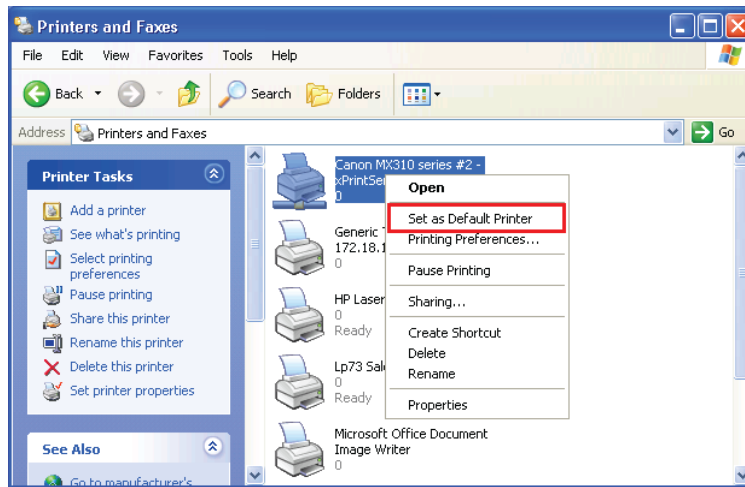 Printers and Faxes
File Edit View Favorites Tools Help
Back Search Folders
Address Printers and Faxes Go
Printer Tasks
Add a printer
See what's printing
Select printing
preferences
Pause printing
Share this printer
Rename this printer
Delete this printer
Set printer properties
See Also
Go to manufacturer's
Canon MX310 series #2 -
xPrintSer
0
Generic
172.18.1
0
HP Laser
0
Ready
Lp73 Sal
0
Ready
Microsoft Office Document
Image Writer
0
Open
Set as Default Printer
Printing Preferences...
Pause Printing
Sharing...
Create Shortcut
Delete
Rename
Properties